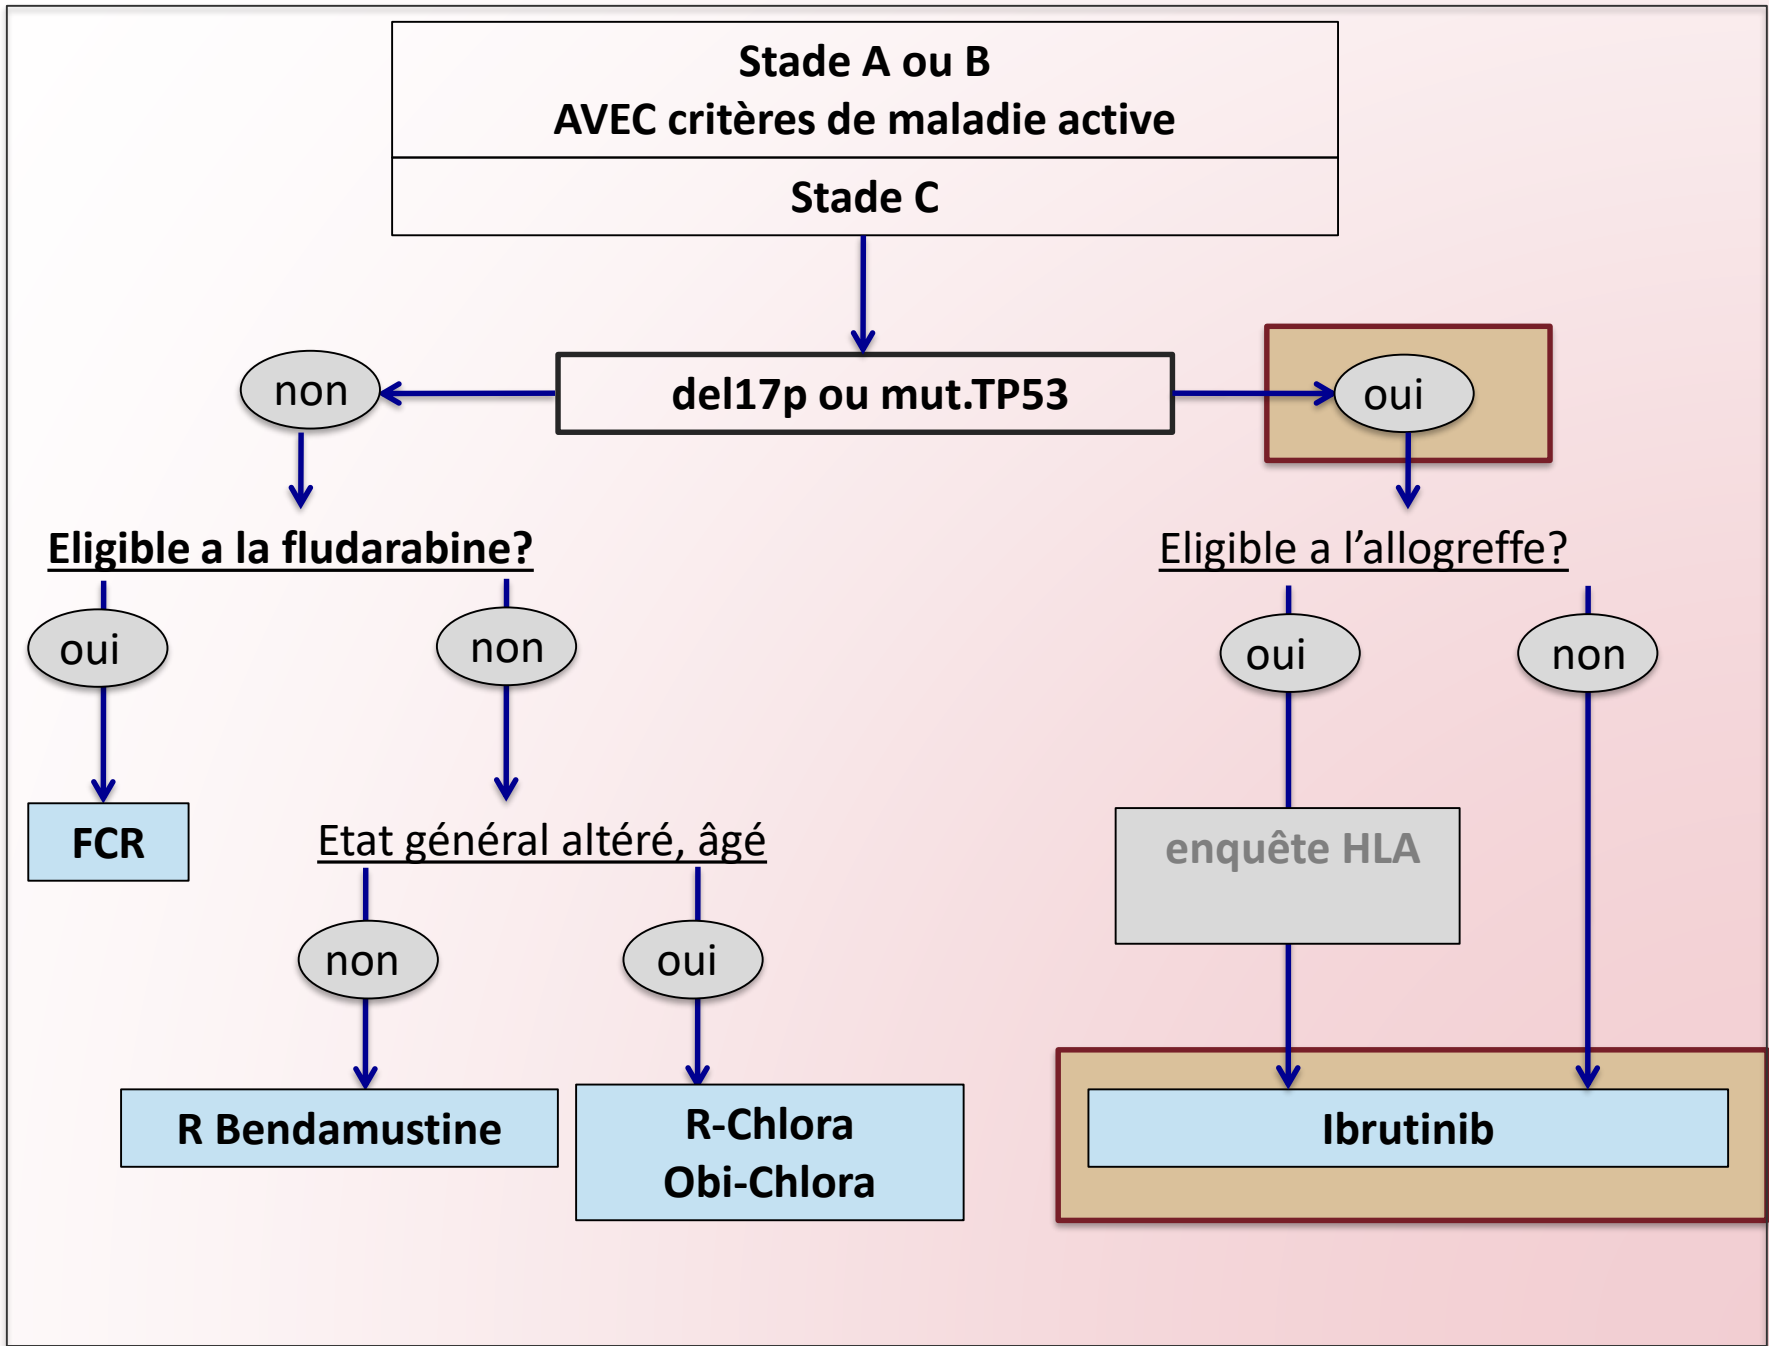 Stade A ou B
AVEC critères de maladie active
Stade C
non
del17p ou mut.TP53
oui
Eligible a la fludarabine?
Eligible a l’allogreffe?
oui
non
oui
non
FCR
Etat général altéré, âgé
enquête HLA
non
oui
R Bendamustine
R-Chlora
Obi-Chlora
Ibrutinib